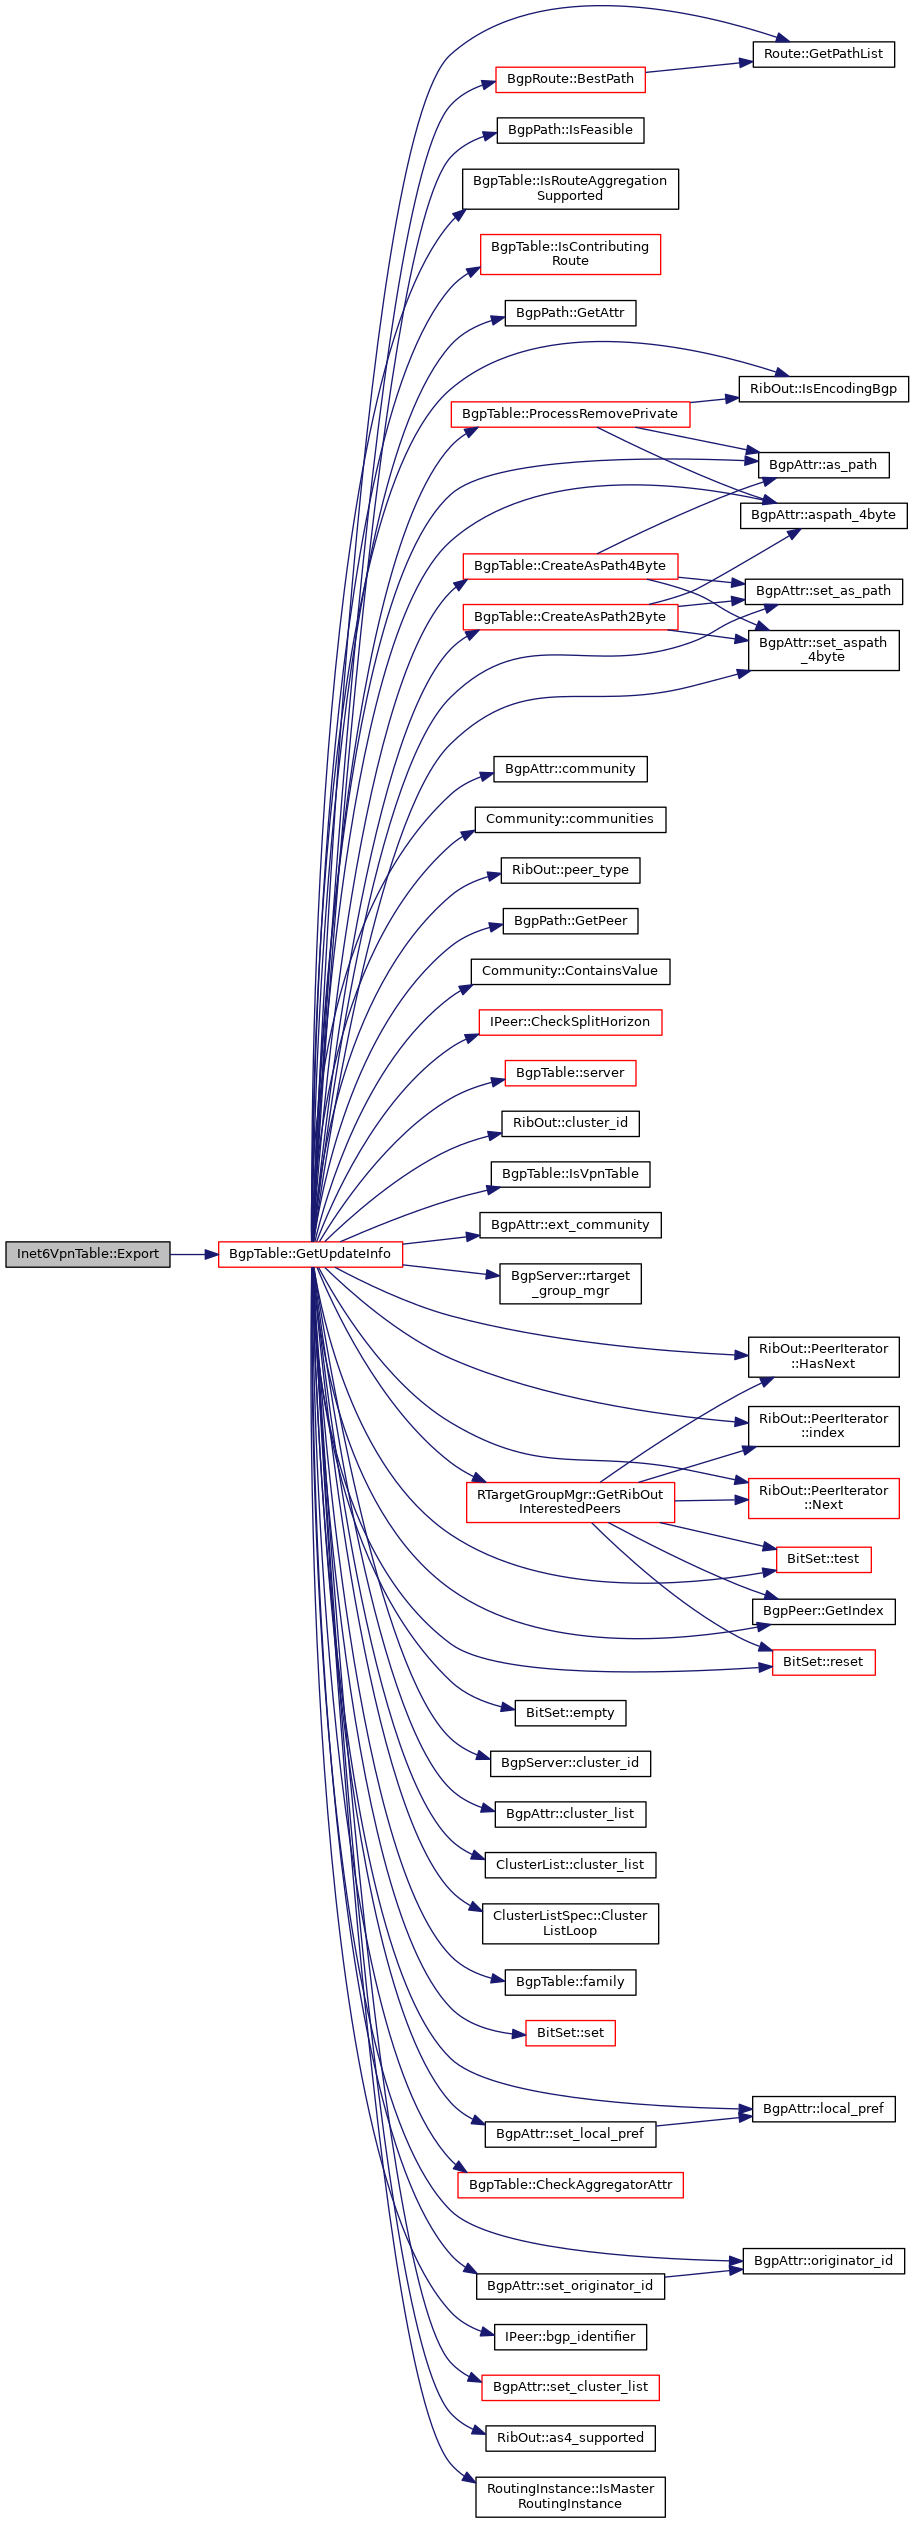 Route::GetPathList
BgpRoute::BestPath
BgpPath::IsFeasible
BgpTable::IsRouteAggregation
Supported
BgpTable::IsContributing
Route
BgpPath::GetAttr
RibOut::IsEncodingBgp
BgpTable::ProcessRemovePrivate
BgpAttr::as_path
BgpAttr::aspath_4byte
BgpTable::CreateAsPath4Byte
BgpAttr::set_as_path
BgpTable::CreateAsPath2Byte
BgpAttr::set_aspath
_4byte
BgpAttr::community
Community::communities
RibOut::peer_type
BgpPath::GetPeer
Community::ContainsValue
IPeer::CheckSplitHorizon
BgpTable::server
RibOut::cluster_id
BgpTable::IsVpnTable
BgpAttr::ext_community
Inet6VpnTable::Export
BgpTable::GetUpdateInfo
BgpServer::rtarget
_group_mgr
RibOut::PeerIterator
::HasNext
RibOut::PeerIterator
::index
RTargetGroupMgr::GetRibOut
InterestedPeers
RibOut::PeerIterator
::Next
BitSet::test
BgpPeer::GetIndex
BitSet::reset
BitSet::empty
BgpServer::cluster_id
BgpAttr::cluster_list
ClusterList::cluster_list
ClusterListSpec::Cluster
ListLoop
BgpTable::family
BitSet::set
BgpAttr::local_pref
BgpAttr::set_local_pref
BgpTable::CheckAggregatorAttr
BgpAttr::originator_id
BgpAttr::set_originator_id
IPeer::bgp_identifier
BgpAttr::set_cluster_list
RibOut::as4_supported
RoutingInstance::IsMaster
RoutingInstance